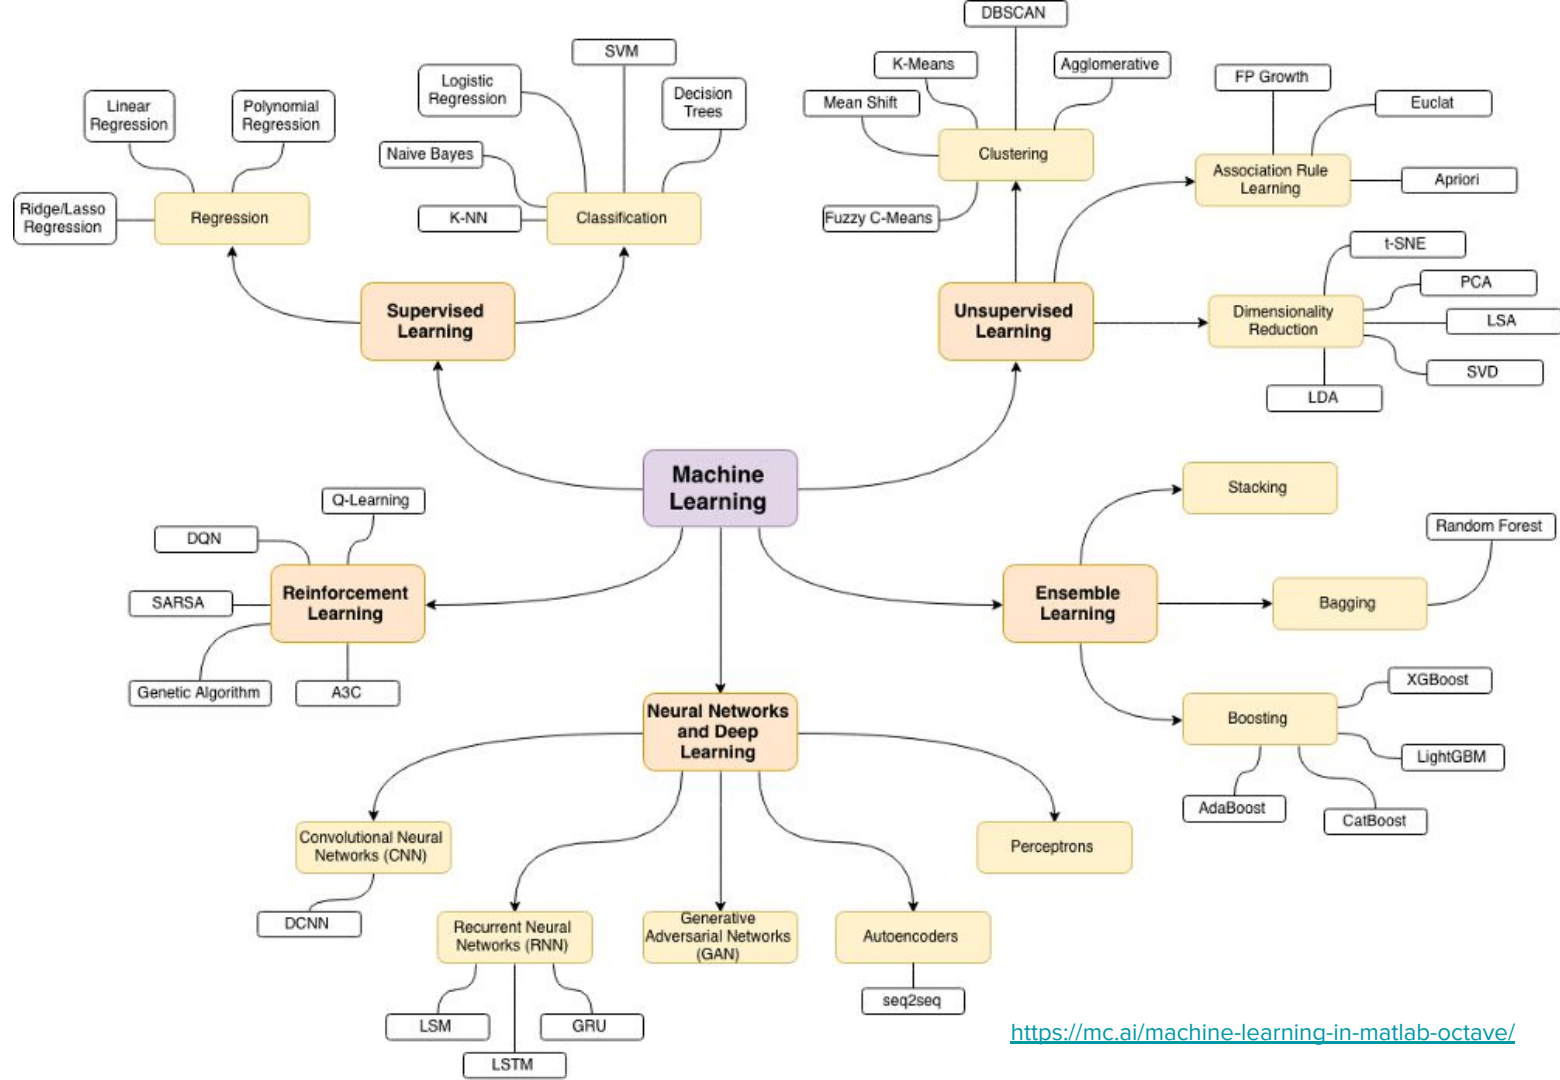 DBSCAN
SVM
K-Means
Agglomerative
Logistic
Regression
FP Growth
Linear
Regression
Polynomial
Regression
Decision
Trees
Mean Shift
Euclat
Naive Bayes
Clustering
Association Rule
Learning
Apriori
Ridge/Lasso
Regression
Regression
K-NN
Classification
Fuzzy C-Means
t-SNE
PCA
Supervised
Learning
Unsupervised
Learning
Dimensionality
Reduction
LSA
SVD
LDA
Machine
Learning
Stacking
Q-Learning
Random Forest
DQN
SARSA
Reinforcement
Learning
Ensemble
Learning
Bagging
Genetic Algorithm
A3C
XGBoost
Neural Networks
and Deep
Learning
Boosting
LightGBM
AdaBoost
CatBoost
Convolutional Neural
Networks (CNN)
Perceptrons
DCNN
Recurrent Neural
Networks (RNN)
Generative
Adversarial Networks
(GAN)
Autoencoders
seq2seq
LSM
GRU
LSTM
https://mc.ai/machine-learning-in-matlab-octave/